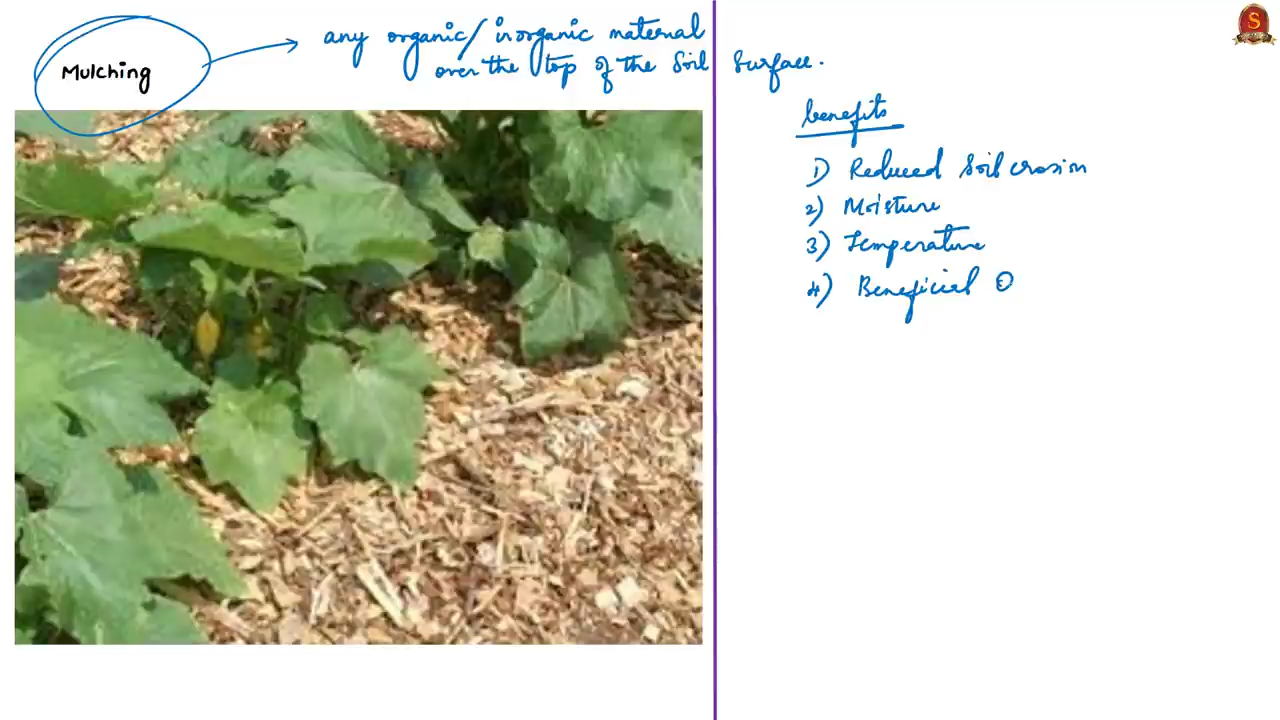 Mulching
any organic/ inorganic material
over the top of the soil surface.
benefits
1) Reduced Soil erosion
2) Moisture
3) Temperature
4) Beneficial
S